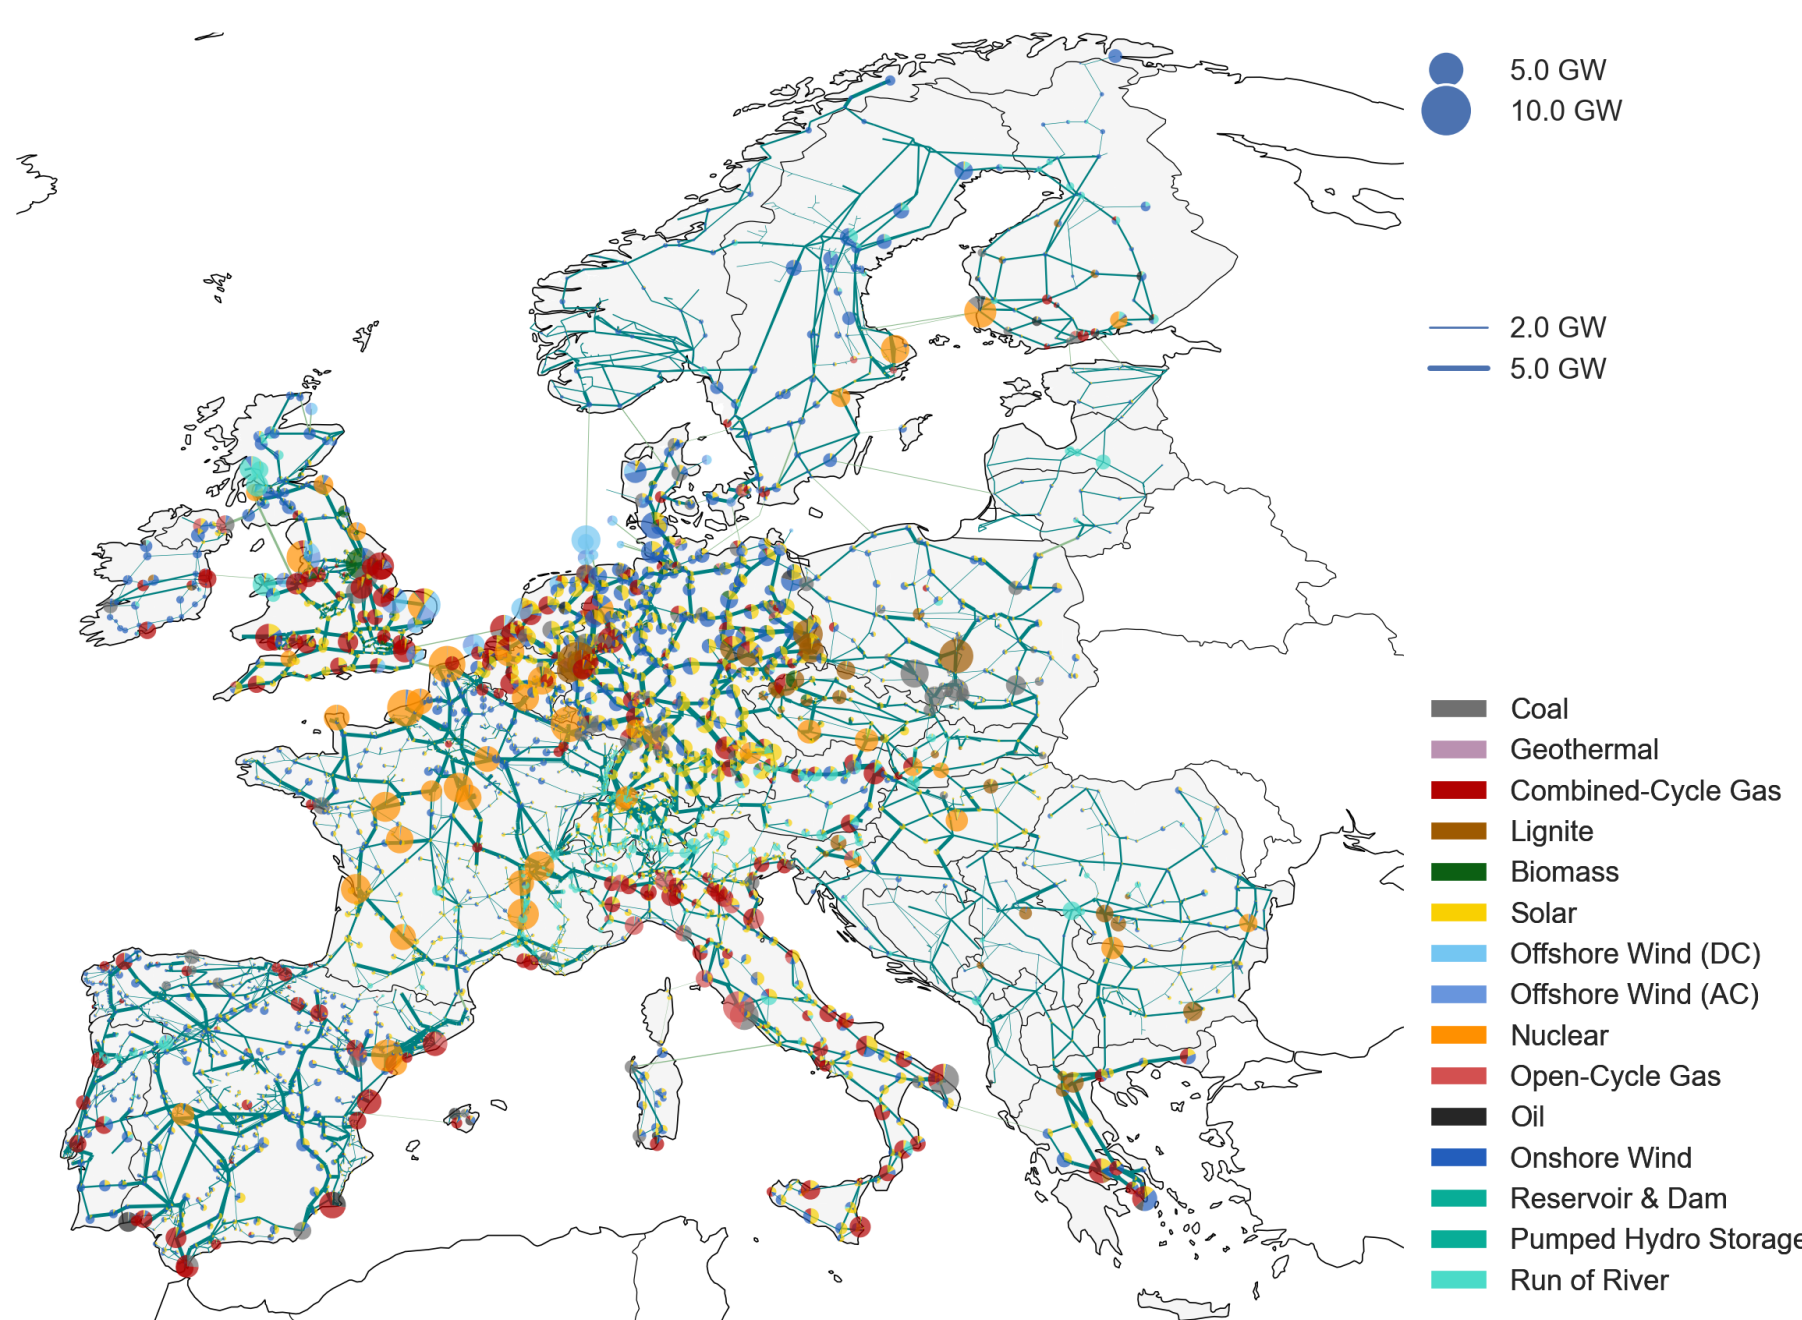 5.0 GW
10.0 GW
2.0 GW
5.0 GW
Coal
Geothermal
Combined-Cycle Gas
Lignite
Biomass
Solar
Offshore Wind (DC)
Offshore Wind (AC)
Nuclear
Open-Cycle Gas
Oil
Onshore Wind
Reservoir & Dam
Pumped Hydro Storage
Run of River